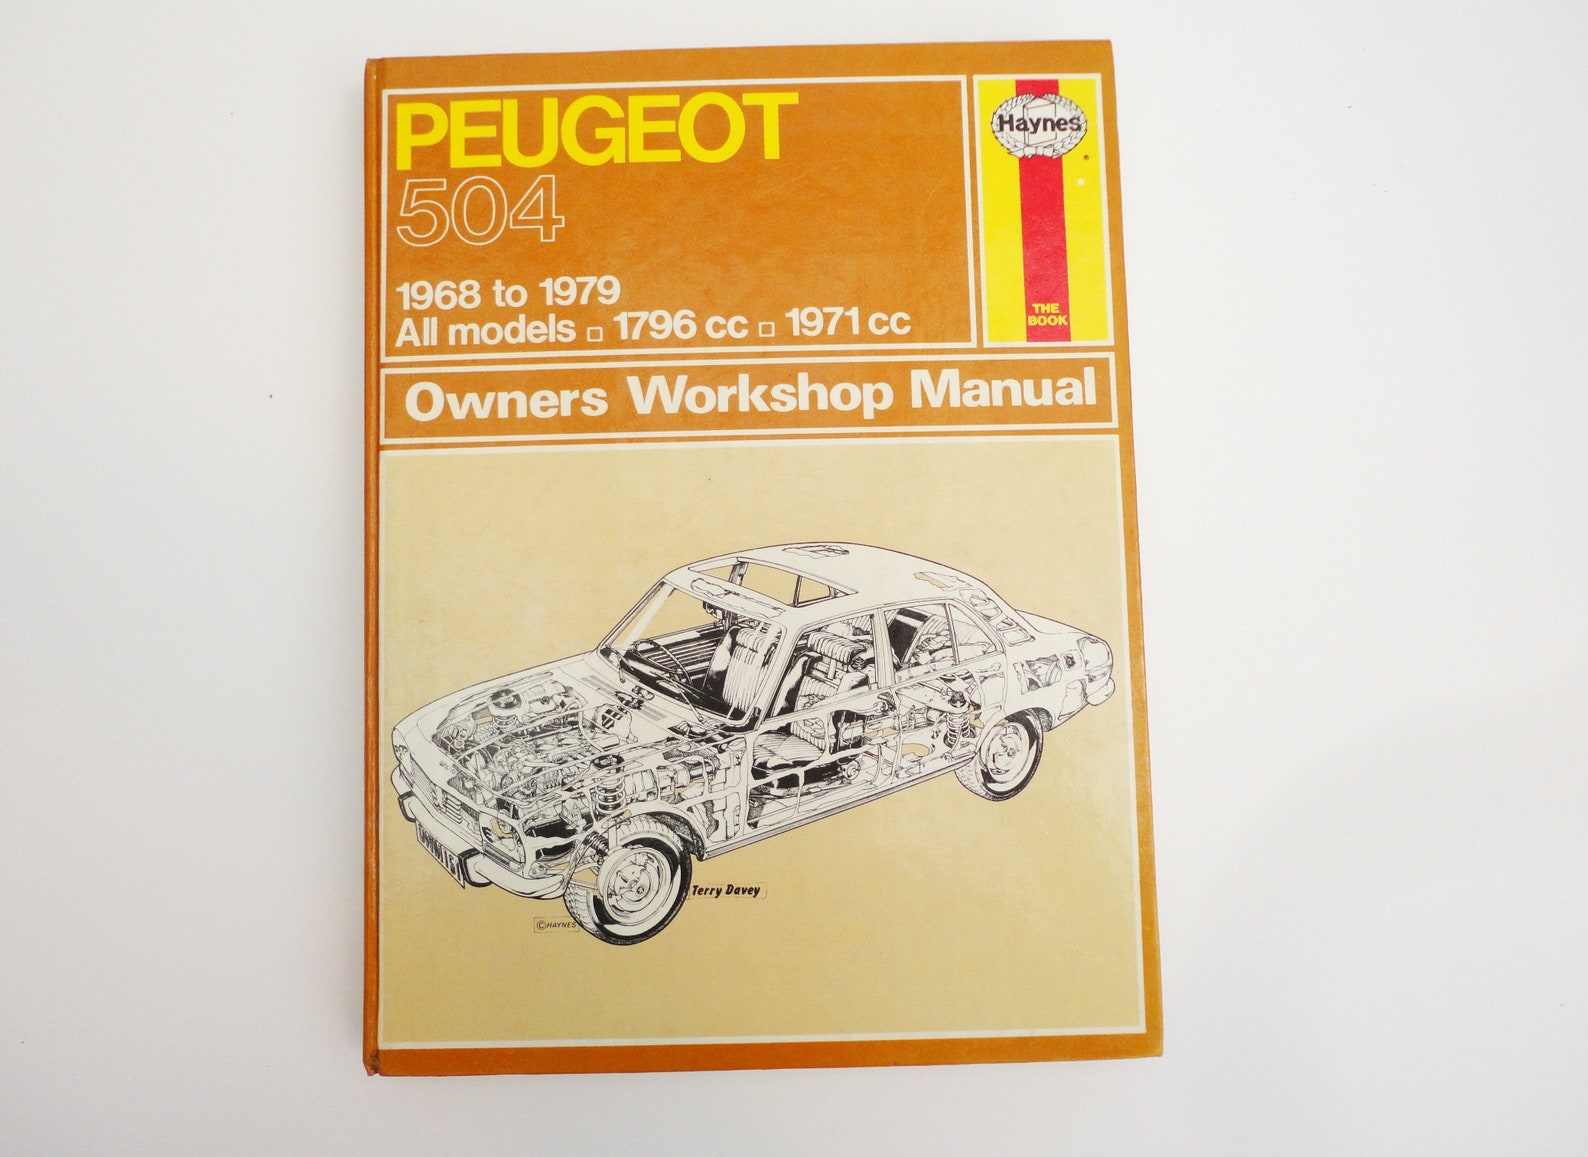 PEUGEOT
504
1968 to 1979
All models ▫ 1796 cc ▫ 1971 cc
Haynes
®
THE
BOOK
Owners Workshop Manual
Terry Davey
© HAYNES